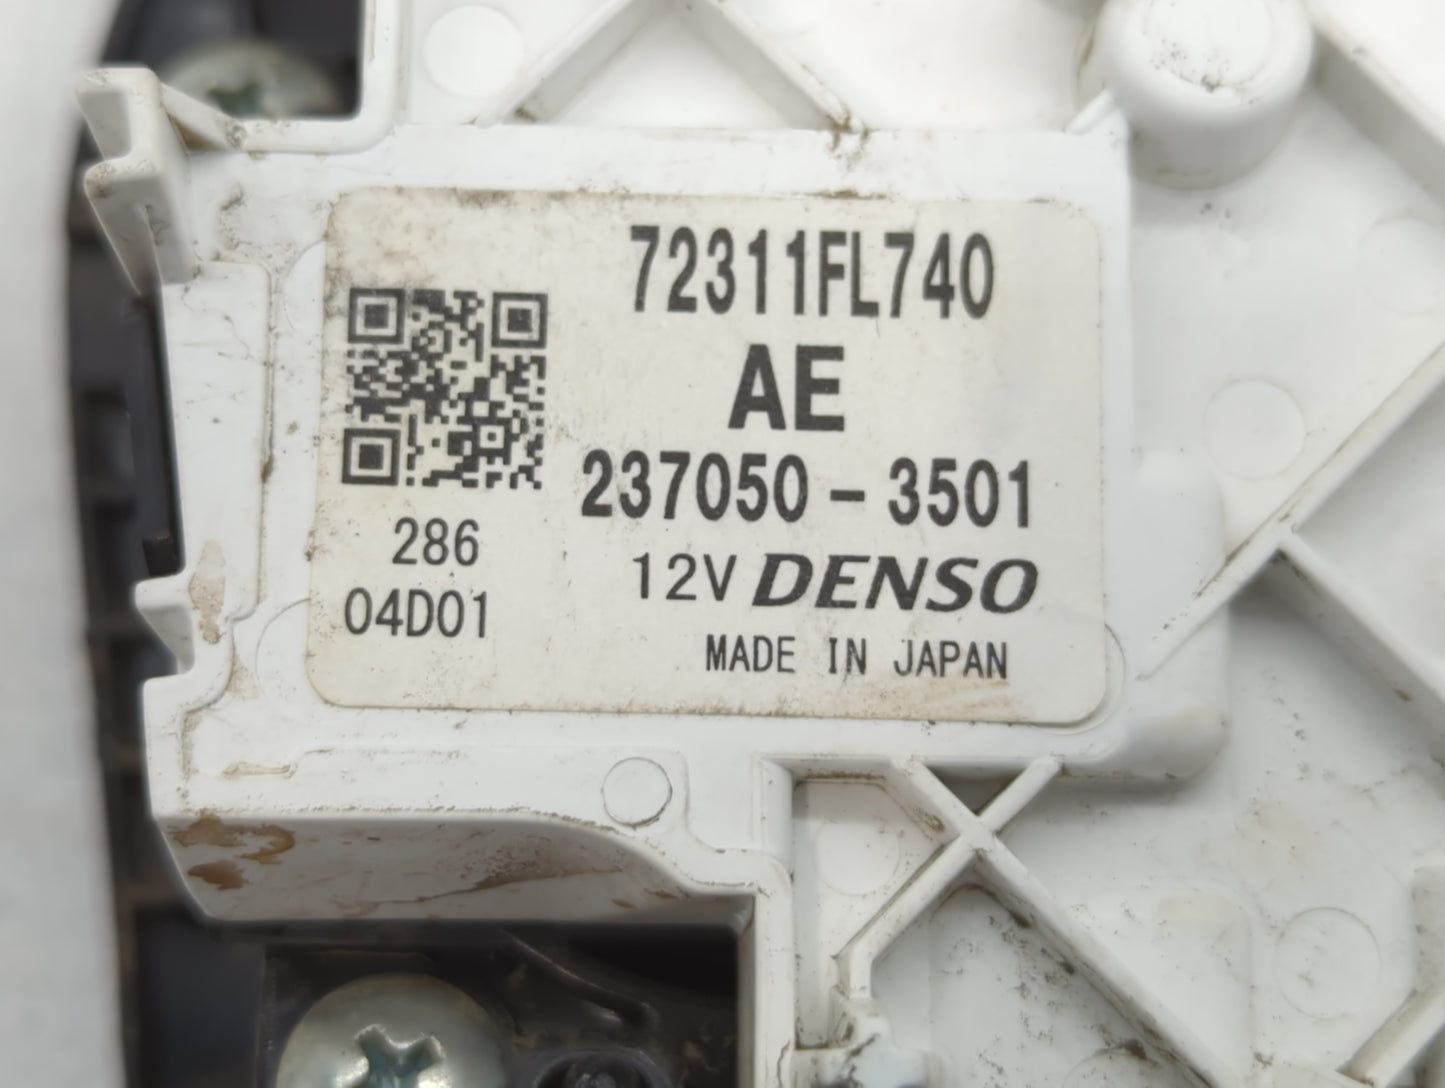 72311FL740
AE
237050-3501
286
12V DENSO
04D01
MADE IN JAPAN